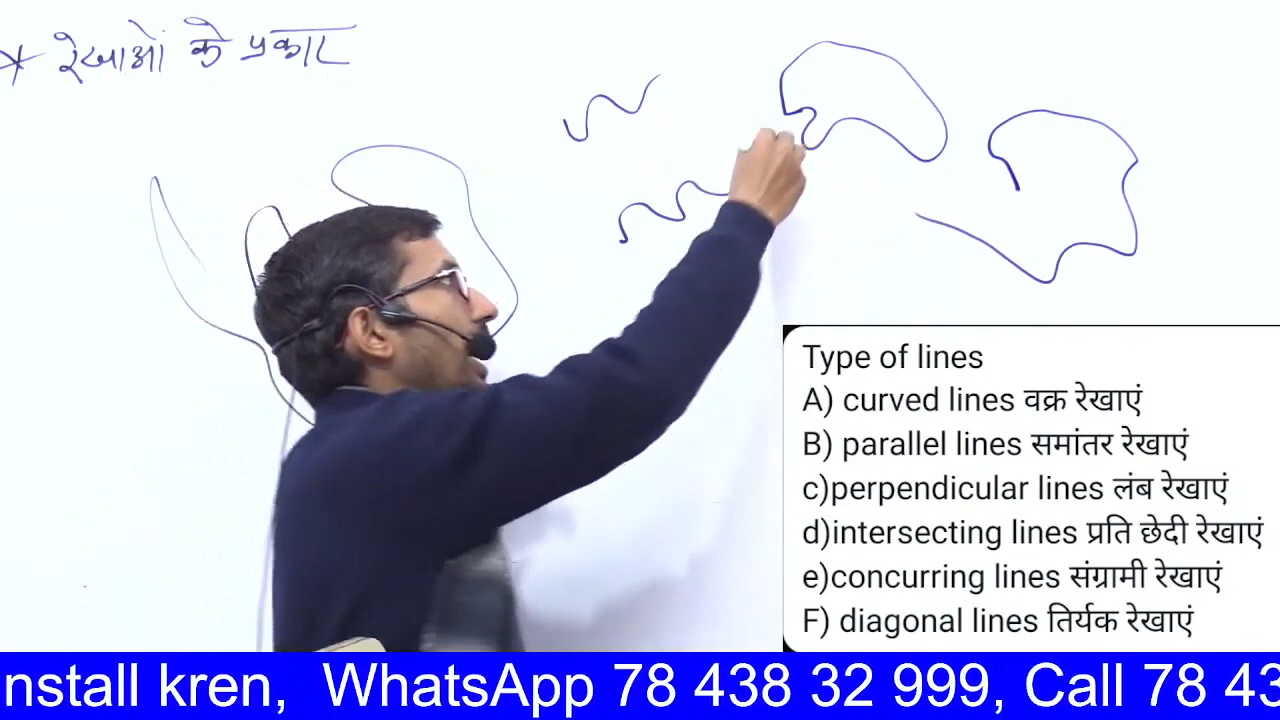 * रेखाओं के प्रकार
Type of lines
A) curved lines वक्र रेखाएं
B) parallel lines समांतर रेखाएं
c)perpendicular lines लंब रेखाएं
d)intersecting lines प्रति छेदी रेखाएं
e)concurring lines संग्रामी रेखाएं
F) diagonal lines तिर्यक रेखाएं
nstall kren, WhatsApp 78 438 32 999, Call 78 43